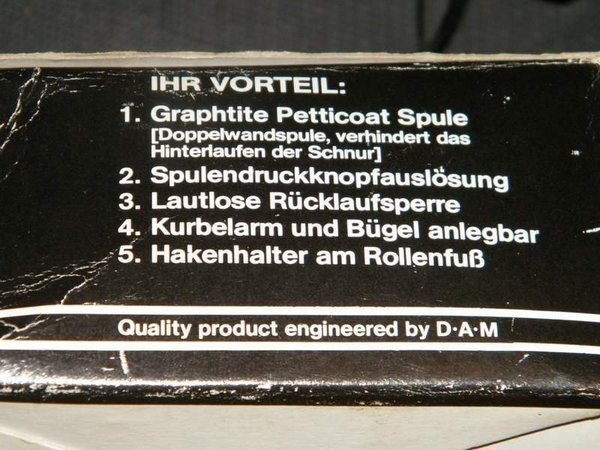 IHR VORTEIL:
1. Graphtite Petticoat Spule
[Doppelwandspule, verhindert das
Hinterlaufen der Schnur]
2. Spulendruckknopfauslösung
3. Lautlose Rücklaufsperre
4. Kurbelarm und Bügel anlegbar
5. Hakenhalter am Rollenfuß
Quality product engineered by D·A·M